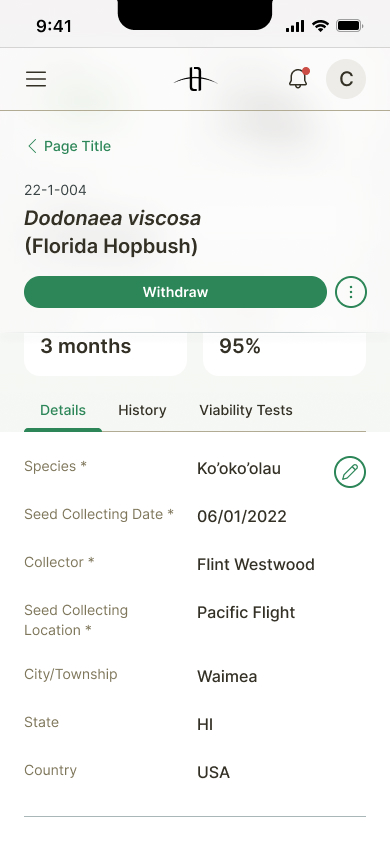 9:41
C
Page Title
22-1-004
Dodonaea viscosa
(Florida Hopbush)
Withdraw
3 months 95%
Details History Viability Tests
Species * Ko’oko’olau
Seed Collecting Date * 06/01/2022
Collector * Flint Westwood
Seed Collecting
Location * Pacific Flight
City/Township Waimea
State HI
Country USA